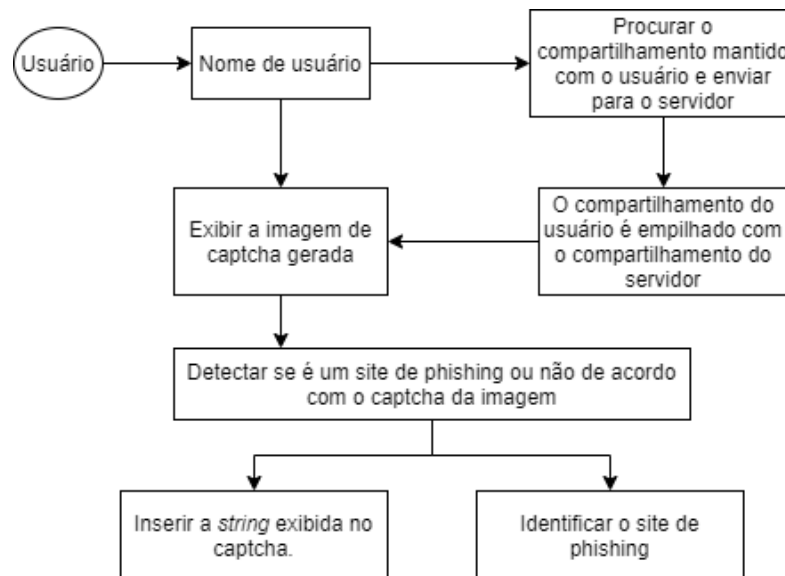 Usuário
Nome de usuário
Procurar o
compartilhamento mantido
com o usuário e enviar
para o servidor
Exibir a imagem de
captcha gerada
O compartilhamento do
usuário é empilhado com
o compartilhamento do
servidor
Detectar se é um site de phishing ou não de acordo
com o captcha da imagem
Inserir a string exibida no
captcha.
Identificar o site de
phishing